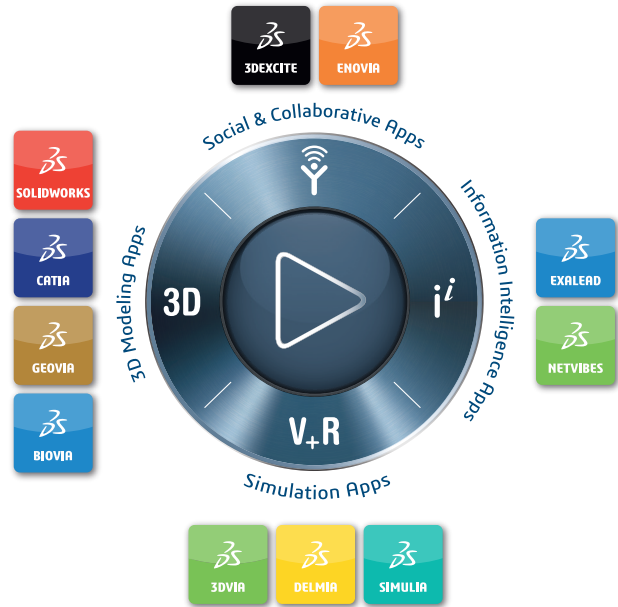 3DEXCITE
ENOVIA
Social & Collaborative Apps
SOLIDWORKS
CATIA
GEOVIA
BIOVIA
3D Modeling Apps
3D
i i
Information Intelligence Apps
EXALEAD
NETVIBES
V+R
Simulation Apps
3DVIA
DELMIA
SIMULIA